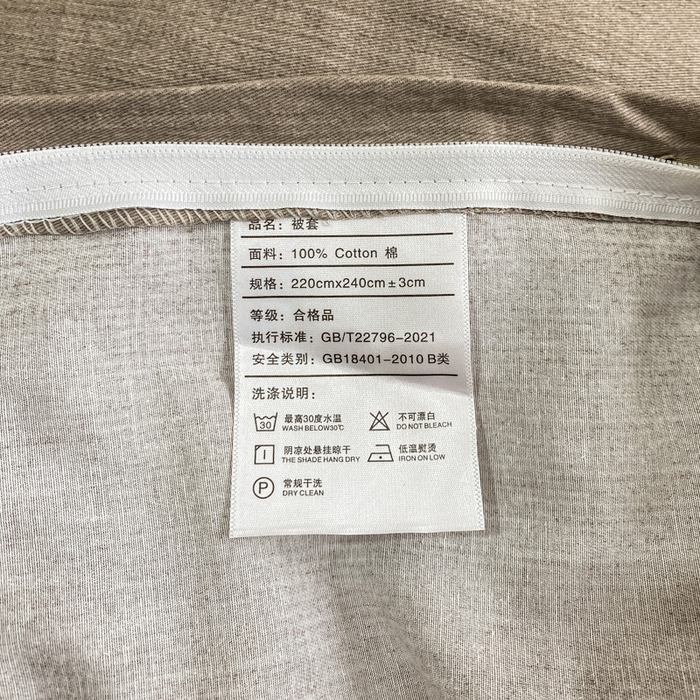 品名：被套
面料：100% Cotton 棉
规格：220cmx240cm±3cm
等级：合格品
执行标准：GB/T22796-2021
安全类别：GB18401-2010 B类
洗涤说明：
30 最高30度水温 不可漂白
WASH BELOW30℃ DO NOT BLEACH
阴凉处悬挂晾干 低温熨烫
THE SHADE HANG DRY IRON ON LOW
P 常规干洗
DRY CLEAN